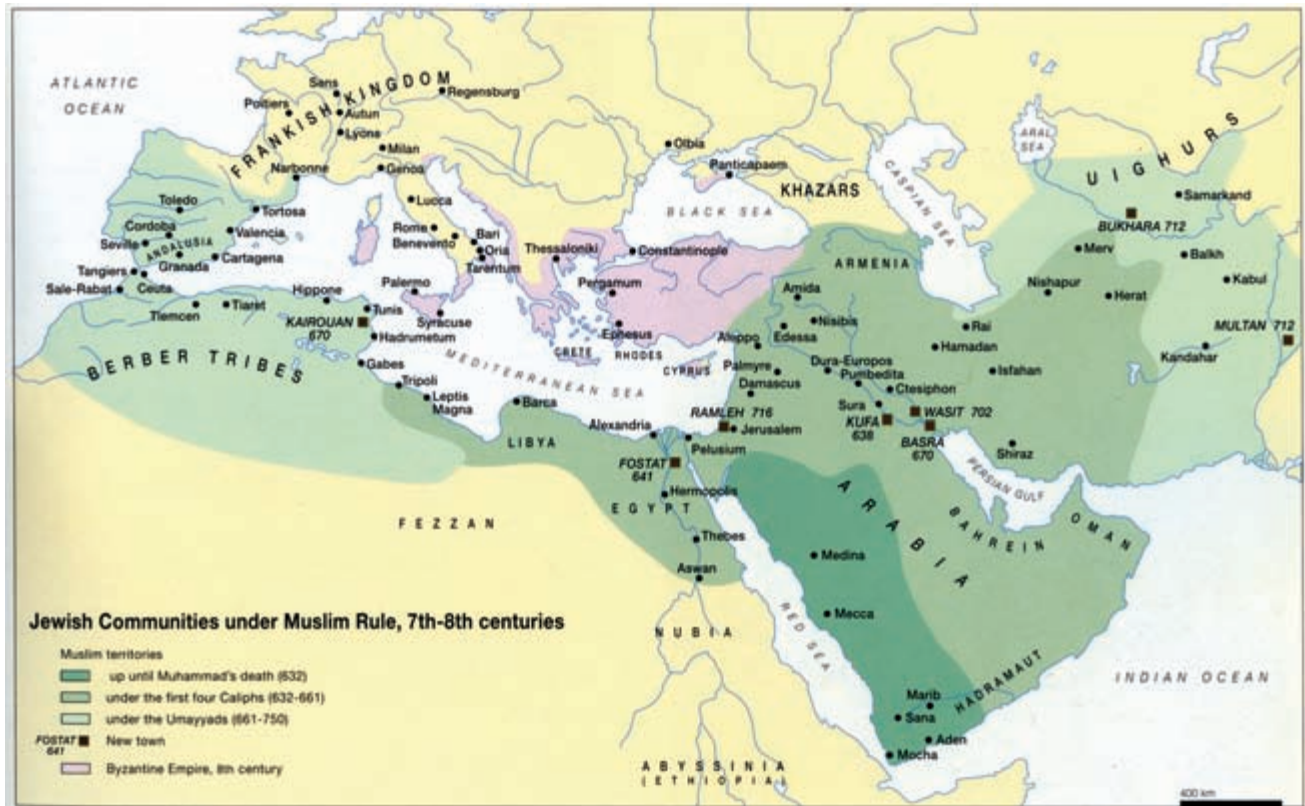 ATLANTIC
OCEAN
FRANKISH KINGDOM
Sens
Poitiers
Autun
Regensburg
Lyons
Milan
Genoa
Narbonne
Lucca
Rome
Benevento
Bari
Oria
Tarentum
Toledo
Tortosa
Cordoba
Valencia
Seville
ANDALUSIA
Granada
Cartagena
Tangiers
Ceuta
Sale-Rabat
Tlemcen
Tiaret
Hippone
Tunis
KAIROUAN
670
Hadrumetum
Palermo
Syracuse
BERBER TRIBES
Gabes
Tripoli
Leptis
Magna
Barca
MEDITERRANEAN SEA
Olbia
Panticapaem
KHAZARS
BLACK SEA
CASPIAN SEA
ARAL
SEA
UIGHURS
Samarkand
BUKHARA 712
Merv
Balkh
Nishapur
Herat
Kabul
MULTAN 712
Kandahar
Thessaloniki
Constantinople
Pergamum
Ephesus
CRETE
RHODES
CYPRUS
ARMENIA
Amida
Nisibis
Edessa
Aleppo
Palmyre
Dura-Europos
Damascus
Pumbedita
Ctesiphon
Rai
Hamadan
Isfahan
Sura
RAMLEH 716
Jerusalem
KUFA
638
WASIT 702
BASRA
670
Shiraz
PERSIAN GULF
Alexandria
Pelusium
LIBYA
FOSTAT
641
Hermopolis
EGYPT
FEZZAN
Thebes
Aswan
ARABIA
BAHREIN
OMAN
Medina
Mecca
RED SEA
NUBIA
HADRAMAUT
Marib
Sana
Aden
Mocha
INDIAN OCEAN
ABYSSINIA
(ETHIOPIA)
Jewish Communities under Muslim Rule, 7th-8th centuries
Muslim territories
up until Muhammad's death (632)
under the first four Caliphs (632-661)
under the Umayyads (661-750)
FOSTAT
641
New town
Byzantine Empire, 8th century
400 km